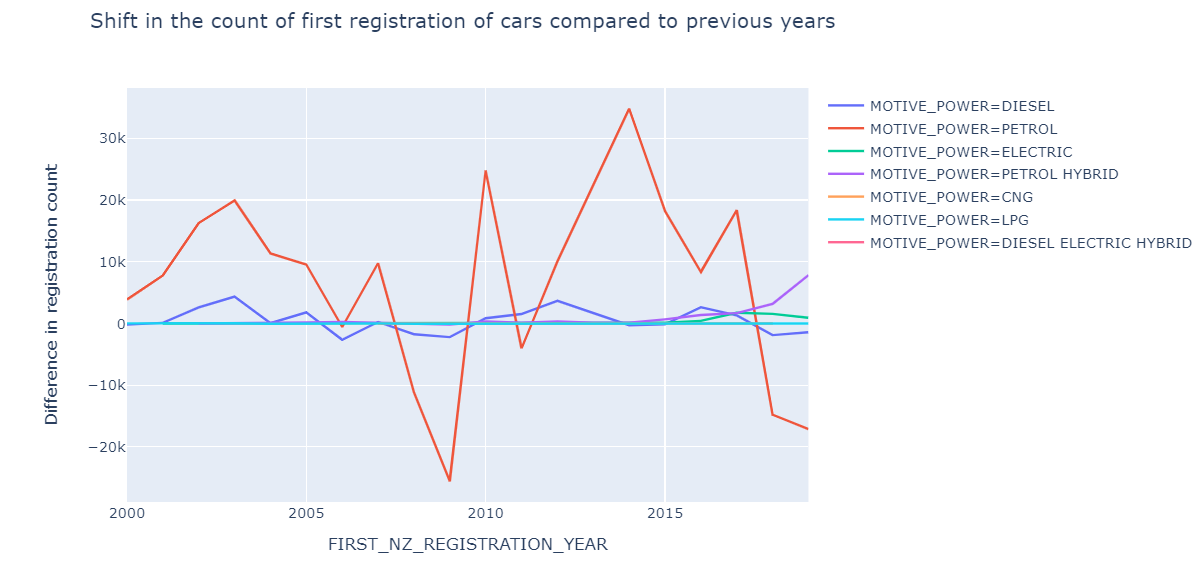 Shift in the count of first registration of cars compared to previous years
Difference in registration count
30k
20k
10k
0
−10k
−20k
2000
2005
2010
2015
FIRST_NZ_REGISTRATION_YEAR
MOTIVE_POWER=DIESEL
MOTIVE_POWER=PETROL
MOTIVE_POWER=ELECTRIC
MOTIVE_POWER=PETROL HYBRID
MOTIVE_POWER=CNG
MOTIVE_POWER=LPG
MOTIVE_POWER=DIESEL ELECTRIC HYBRID